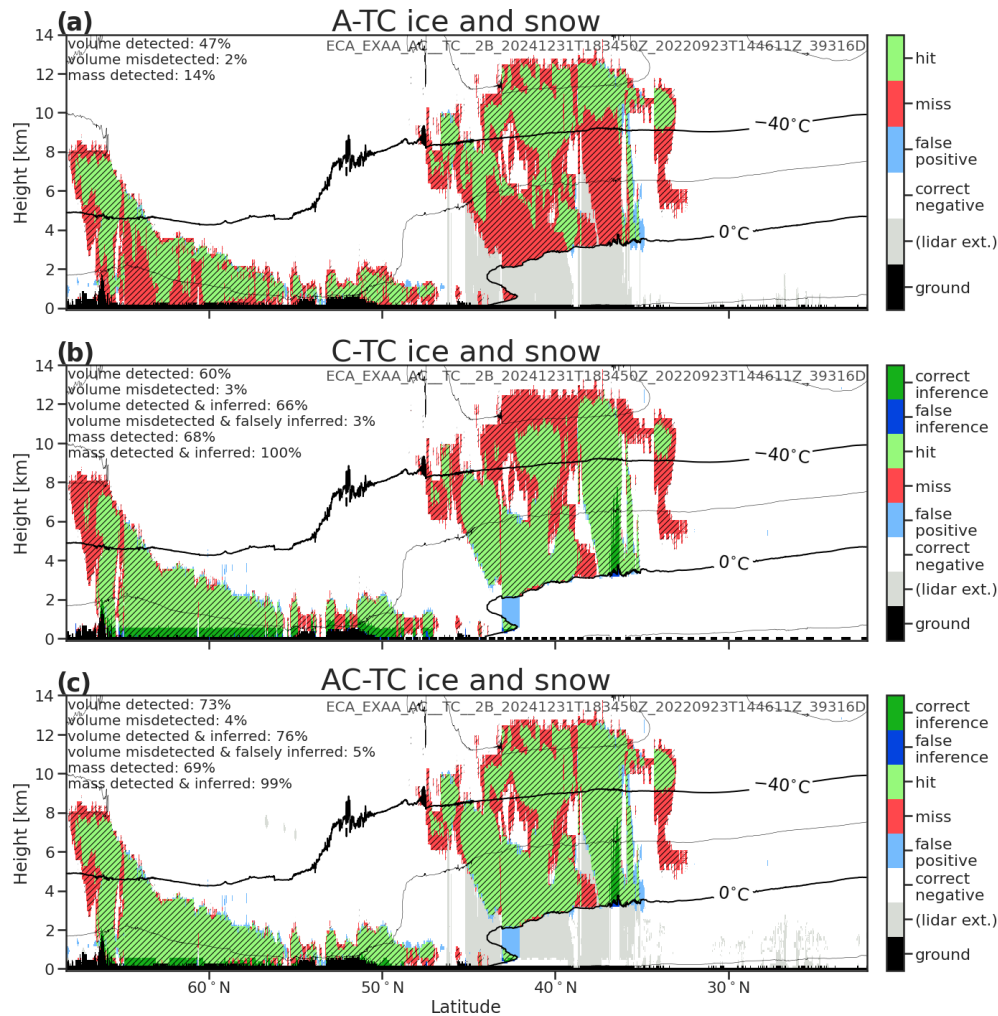 (a) A-TC ice and snow
ECA_EXAA_AC__TC__2B_20241231T183450Z_20220923T144611Z_39316D
volume detected: 47%
volume misdetected: 2%
mass detected: 14%
Height [km]
14
12
10
8
6
4
2
0
−40°C
0°C
hit
miss
false
positive
correct
negative
(lidar ext.)
ground
(b) C-TC ice and snow
ECA_EXAA_AC__TC__2B_20241231T183450Z_20220923T144611Z_39316D
volume detected: 60%
volume misdetected: 3%
volume detected & inferred: 66%
volume misdetected & falsely inferred: 3%
mass detected: 68%
mass detected & inferred: 100%
Height [km]
14
12
10
8
6
4
2
0
−40°C
0°C
correct
inference
false
inference
hit
miss
false
positive
correct
negative
(lidar ext.)
ground
(c) AC-TC ice and snow
ECA_EXAA_AC__TC__2B_20241231T183450Z_20220923T144611Z_39316D
volume detected: 73%
volume misdetected: 4%
volume detected & inferred: 76%
volume misdetected & falsely inferred: 5%
mass detected: 69%
mass detected & inferred: 99%
Height [km]
14
12
10
8
6
4
2
0
−40°C
0°C
correct
inference
false
inference
hit
miss
false
positive
correct
negative
(lidar ext.)
ground
60°N 50°N 40°N 30°N
Latitude